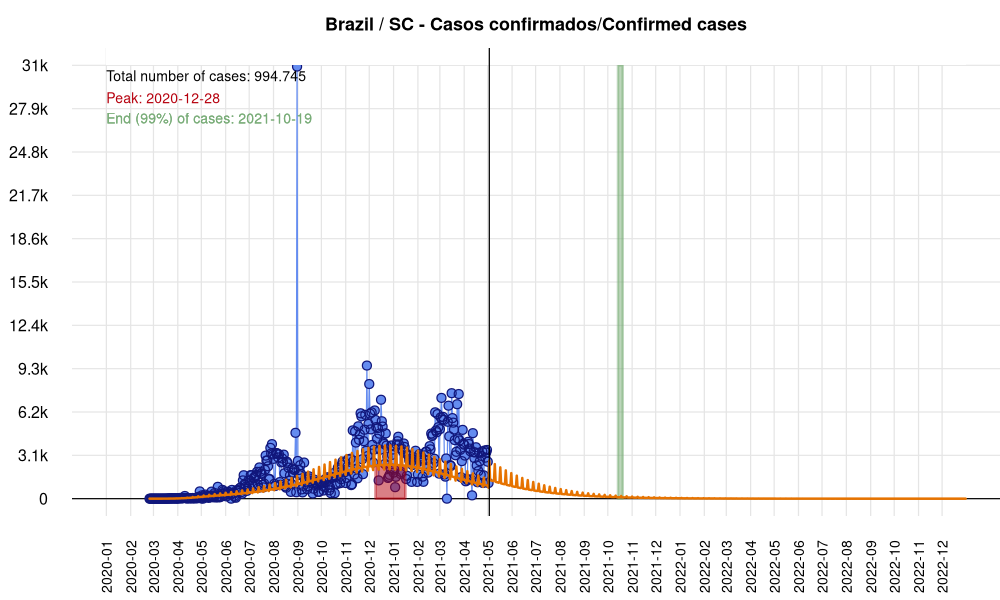 Brazil / SC - Casos confirmados/Confirmed cases
Total number of cases: 994.745
Peak: 2020-12-28
End (99%) of cases: 2021-10-19
31k
27.9k
24.8k
21.7k
18.6k
15.5k
12.4k
9.3k
6.2k
3.1k
0
2020-01
2020-02
2020-03
2020-04
2020-05
2020-06
2020-07
2020-08
2020-09
2020-10
2020-11
2020-12
2021-01
2021-02
2021-03
2021-04
2021-05
2021-06
2021-07
2021-08
2021-09
2021-10
2021-11
2021-12
2022-01
2022-02
2022-03
2022-04
2022-05
2022-06
2022-07
2022-08
2022-09
2022-10
2022-11
2022-12